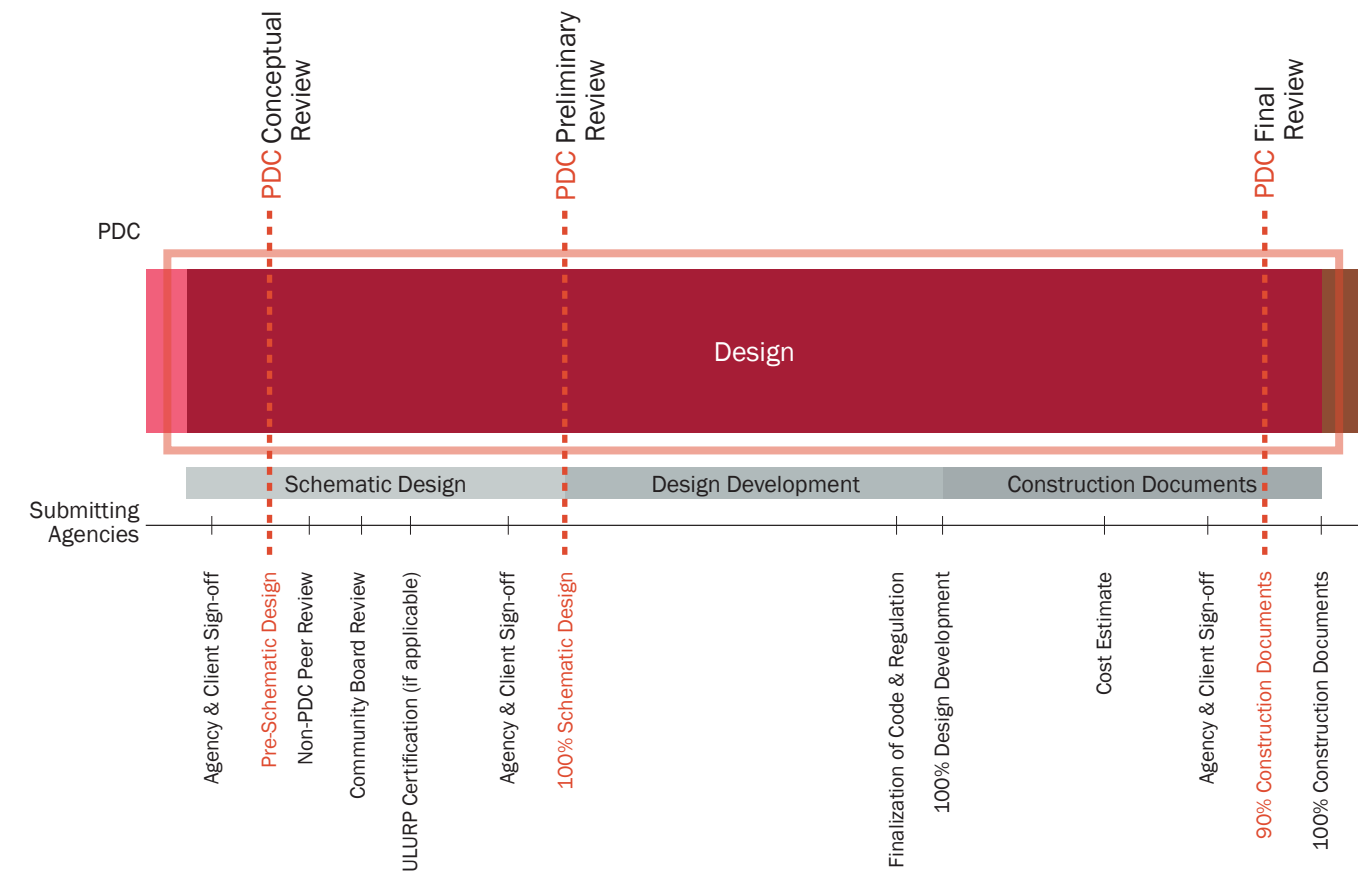 PDC Conceptual
Review
PDC Preliminary
Review
PDC Final
Review
PDC
Design
Schematic Design
Design Development
Construction Documents
Submitting
Agencies
Agency & Client Sign-off
Pre-Schematic Design
Non-PDC Peer Review
Community Board Review
ULURP Certification (if applicable)
Agency & Client Sign-off
100% Schematic Design
Finalization of Code & Regulation
100% Design Development
Cost Estimate
Agency & Client Sign-off
90% Construction Documents
100% Construction Documents